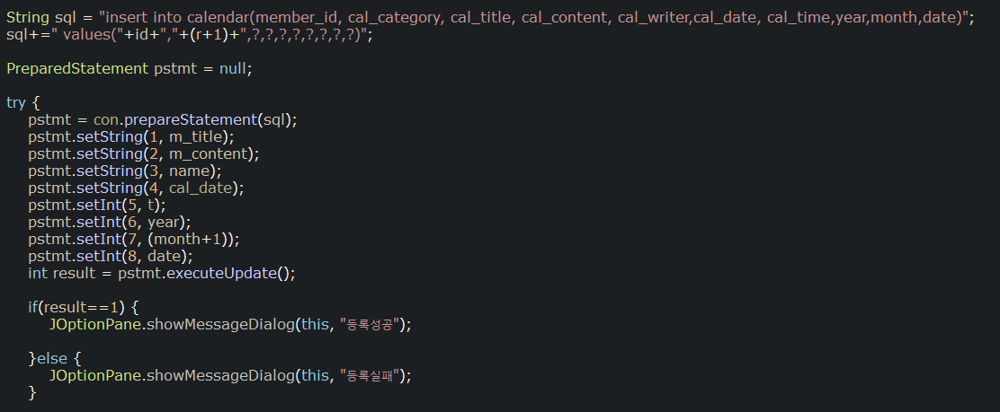 String sql = "insert into calendar(member_id, cal_category, cal_title, cal_content, cal_writer,cal_date, cal_time,year,month,date)";
sql+=" values("+id+","+(r+1)+",?,?,?,?,?,?,?,?)";
PreparedStatement pstmt = null;
try {
pstmt = con.prepareStatement(sql);
pstmt.setString(1, m_title);
pstmt.setString(2, m_content);
pstmt.setString(3, name);
pstmt.setString(4, cal_date);
pstmt.setInt(5, t);
pstmt.setInt(6, year);
pstmt.setInt(7, (month+1));
pstmt.setInt(8, date);
int result = pstmt.executeUpdate();
if(result==1) {
JOptionPane.showMessageDialog(this, "등록성공");
}else {
JOptionPane.showMessageDialog(this, "등록실패");
}